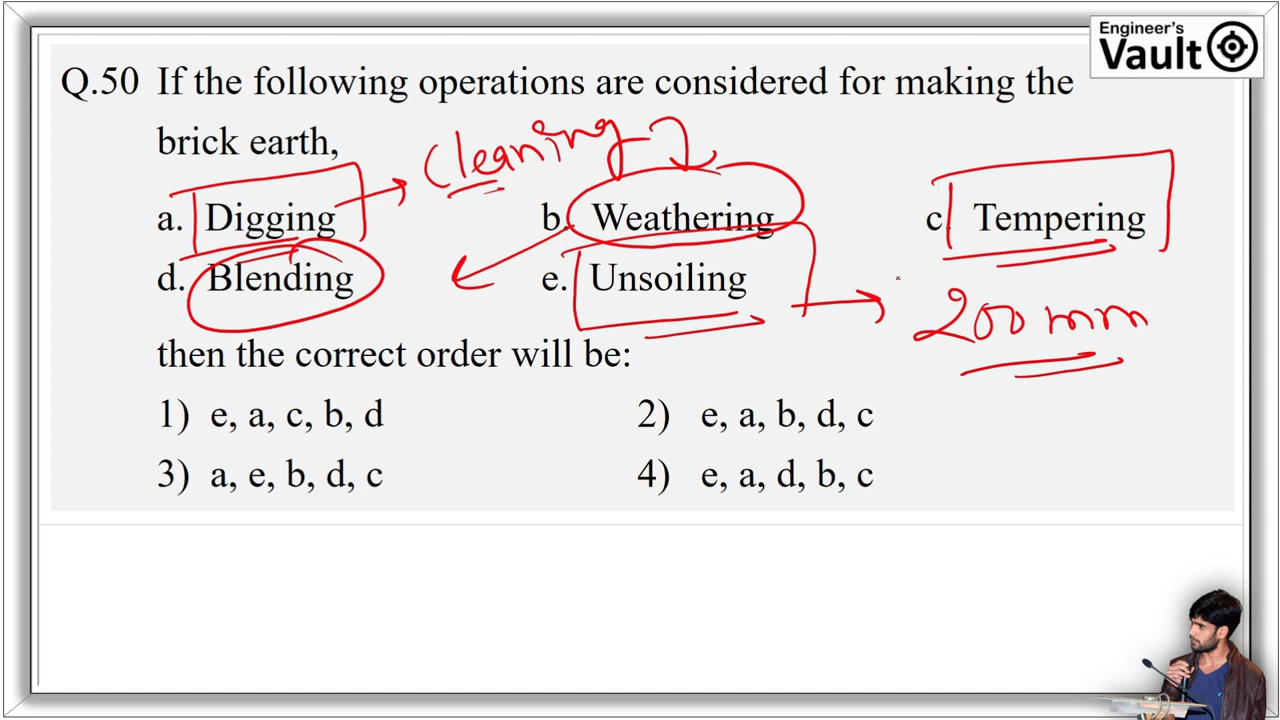 Engineer's
Vault
Q.50 If the following operations are considered for making the
brick earth,
cleaning
a. Digging b. Weathering c. Tempering
d. Blending e. Unsoiling
200 mm
then the correct order will be:
1) e, a, c, b, d 2) e, a, b, d, c
3) a, e, b, d, c 4) e, a, d, b, c